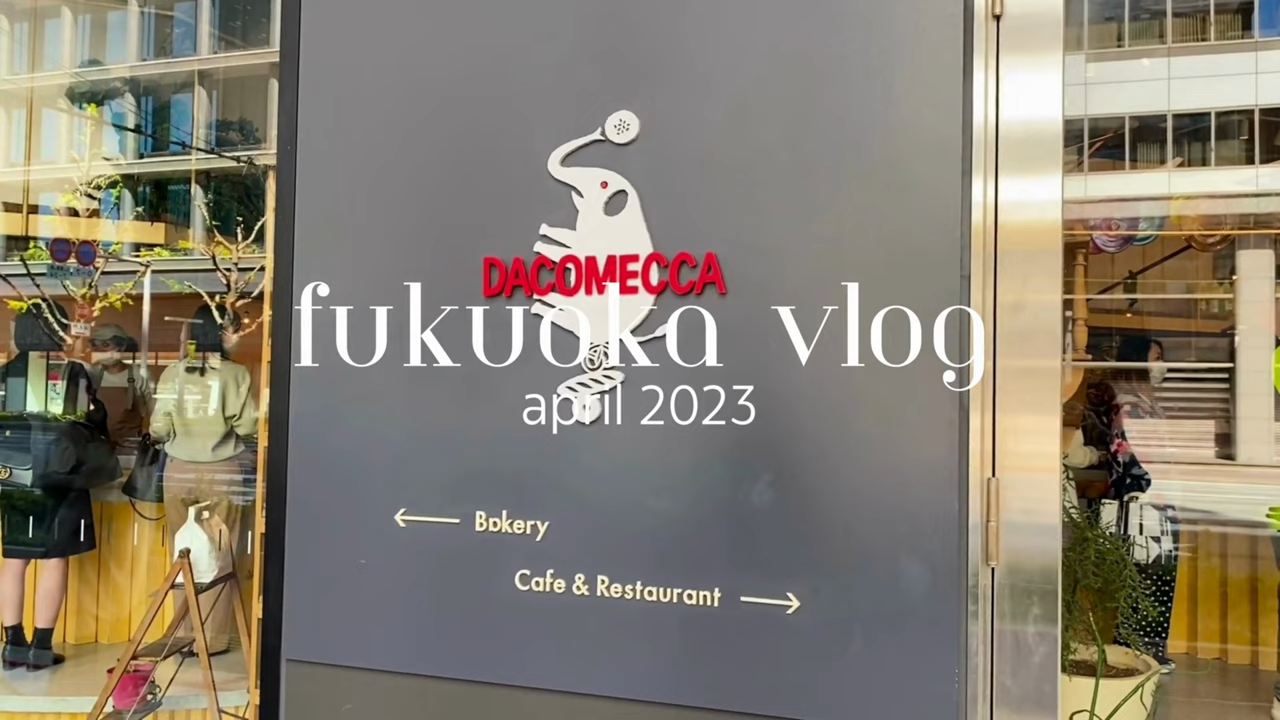 DACOMECCA
fukuoka vlog
april 2023
← Bakery
Cafe & Restaurant →